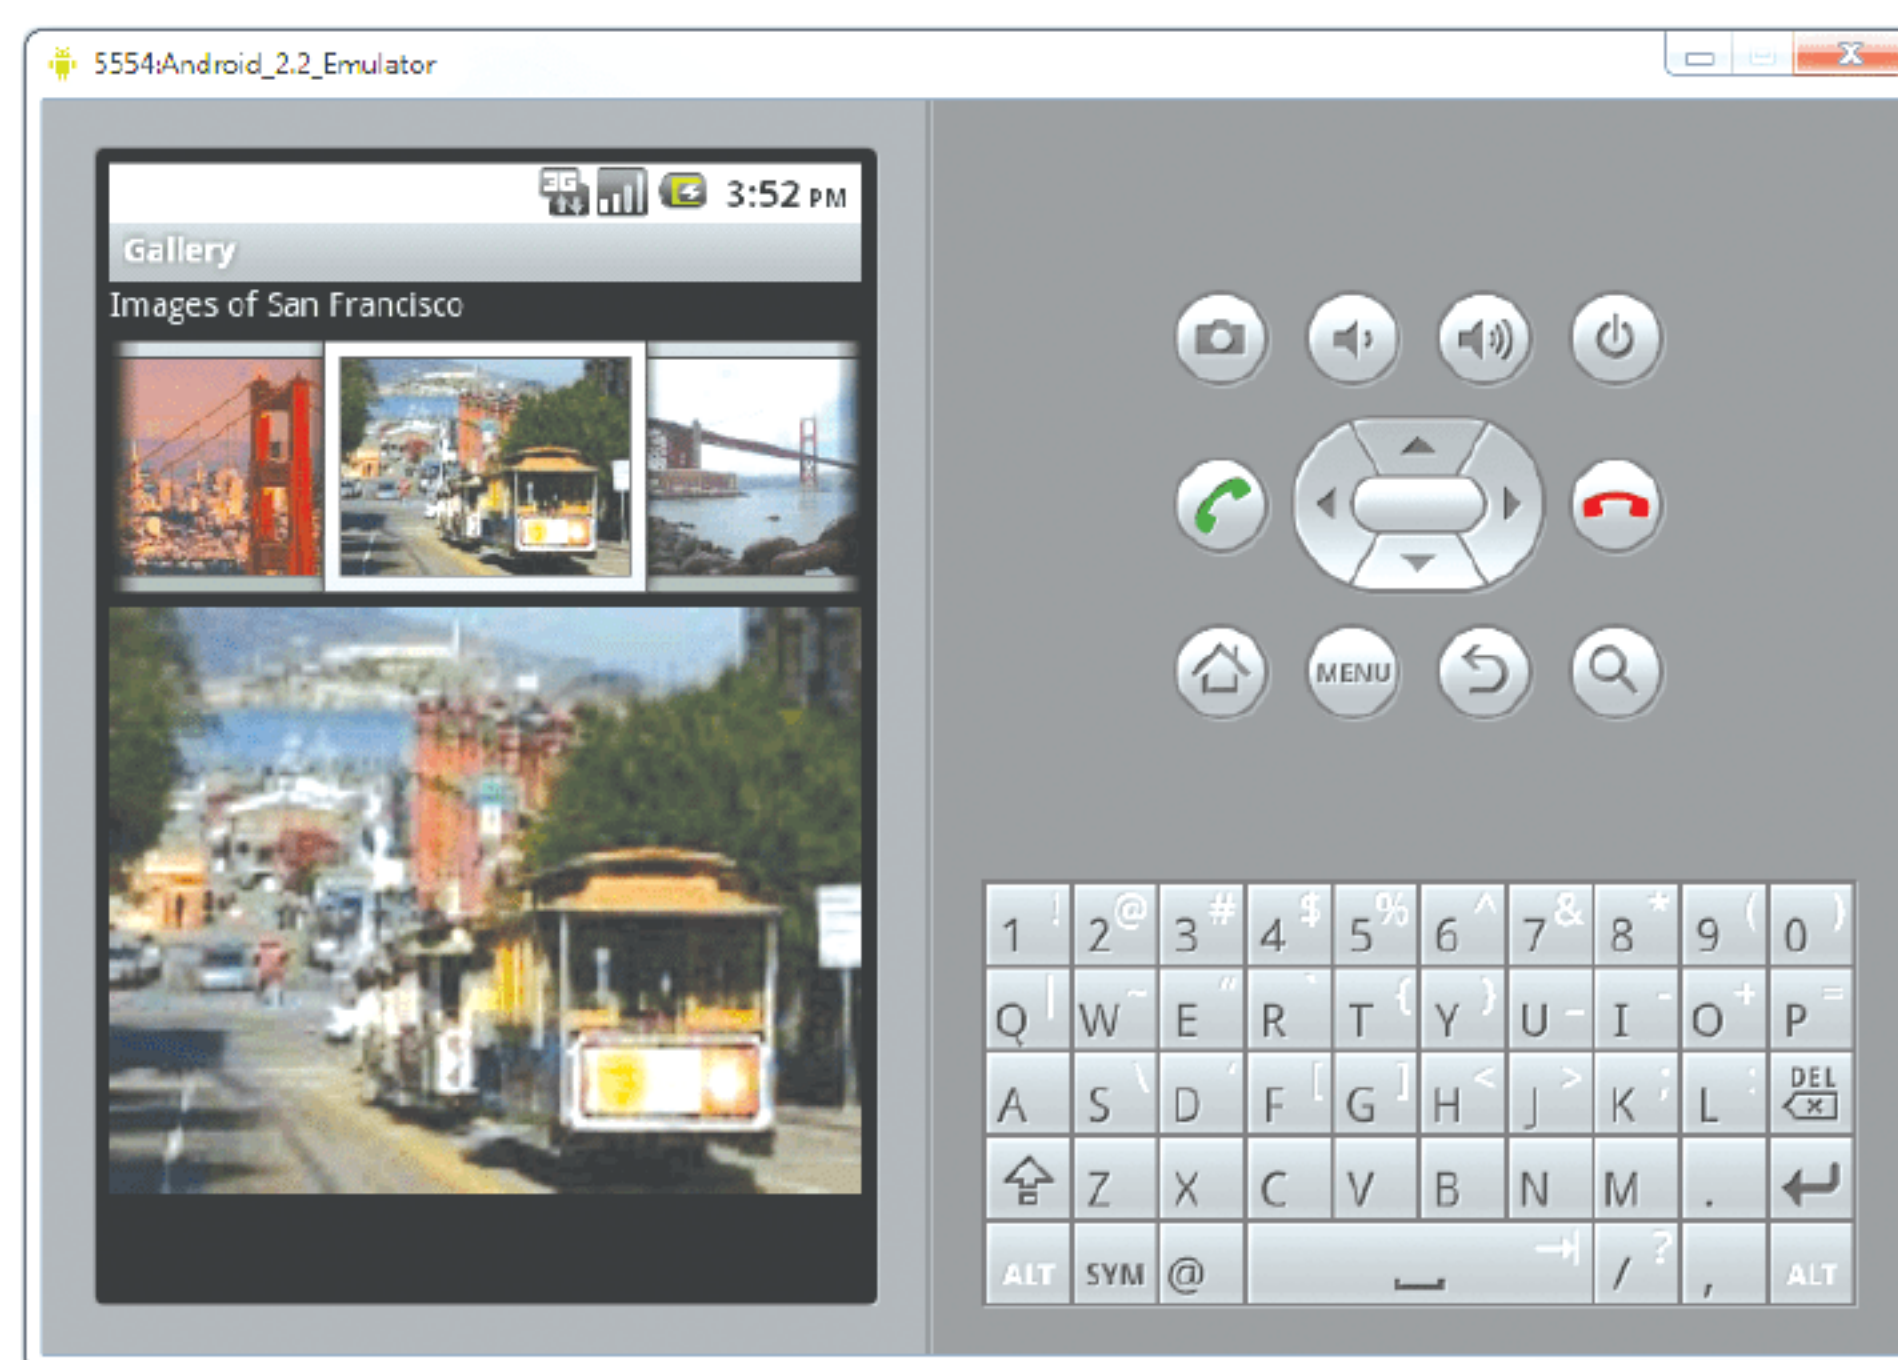 5554:Android_2.2_Emulator
3G 3:52 PM
Gallery
Images of San Francisco
MENU
1 ! 2 @ 3 # 4 $ 5 % 6 ^ 7 & 8 * 9 ( 0 )
Q | W ~ E " R ` T { Y } U _ I - O + P =
A S \ D ' F [ G ] H < J > K ; L : DEL
Z X C V B N M .
ALT SYM @ / ? , ALT